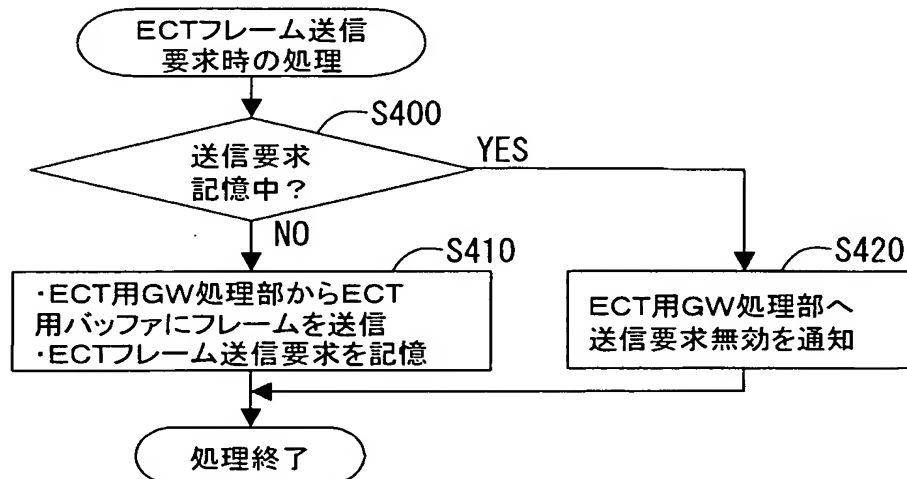 ECTフレーム送信
要求時の処理
S400
送信要求
記憶中？
YES
NO
S410
・ECT用GW処理部からECT
用バッファにフレームを送信
・ECTフレーム送信要求を記憶
S420
ECT用GW処理部へ
送信要求無効を通知
処理終了